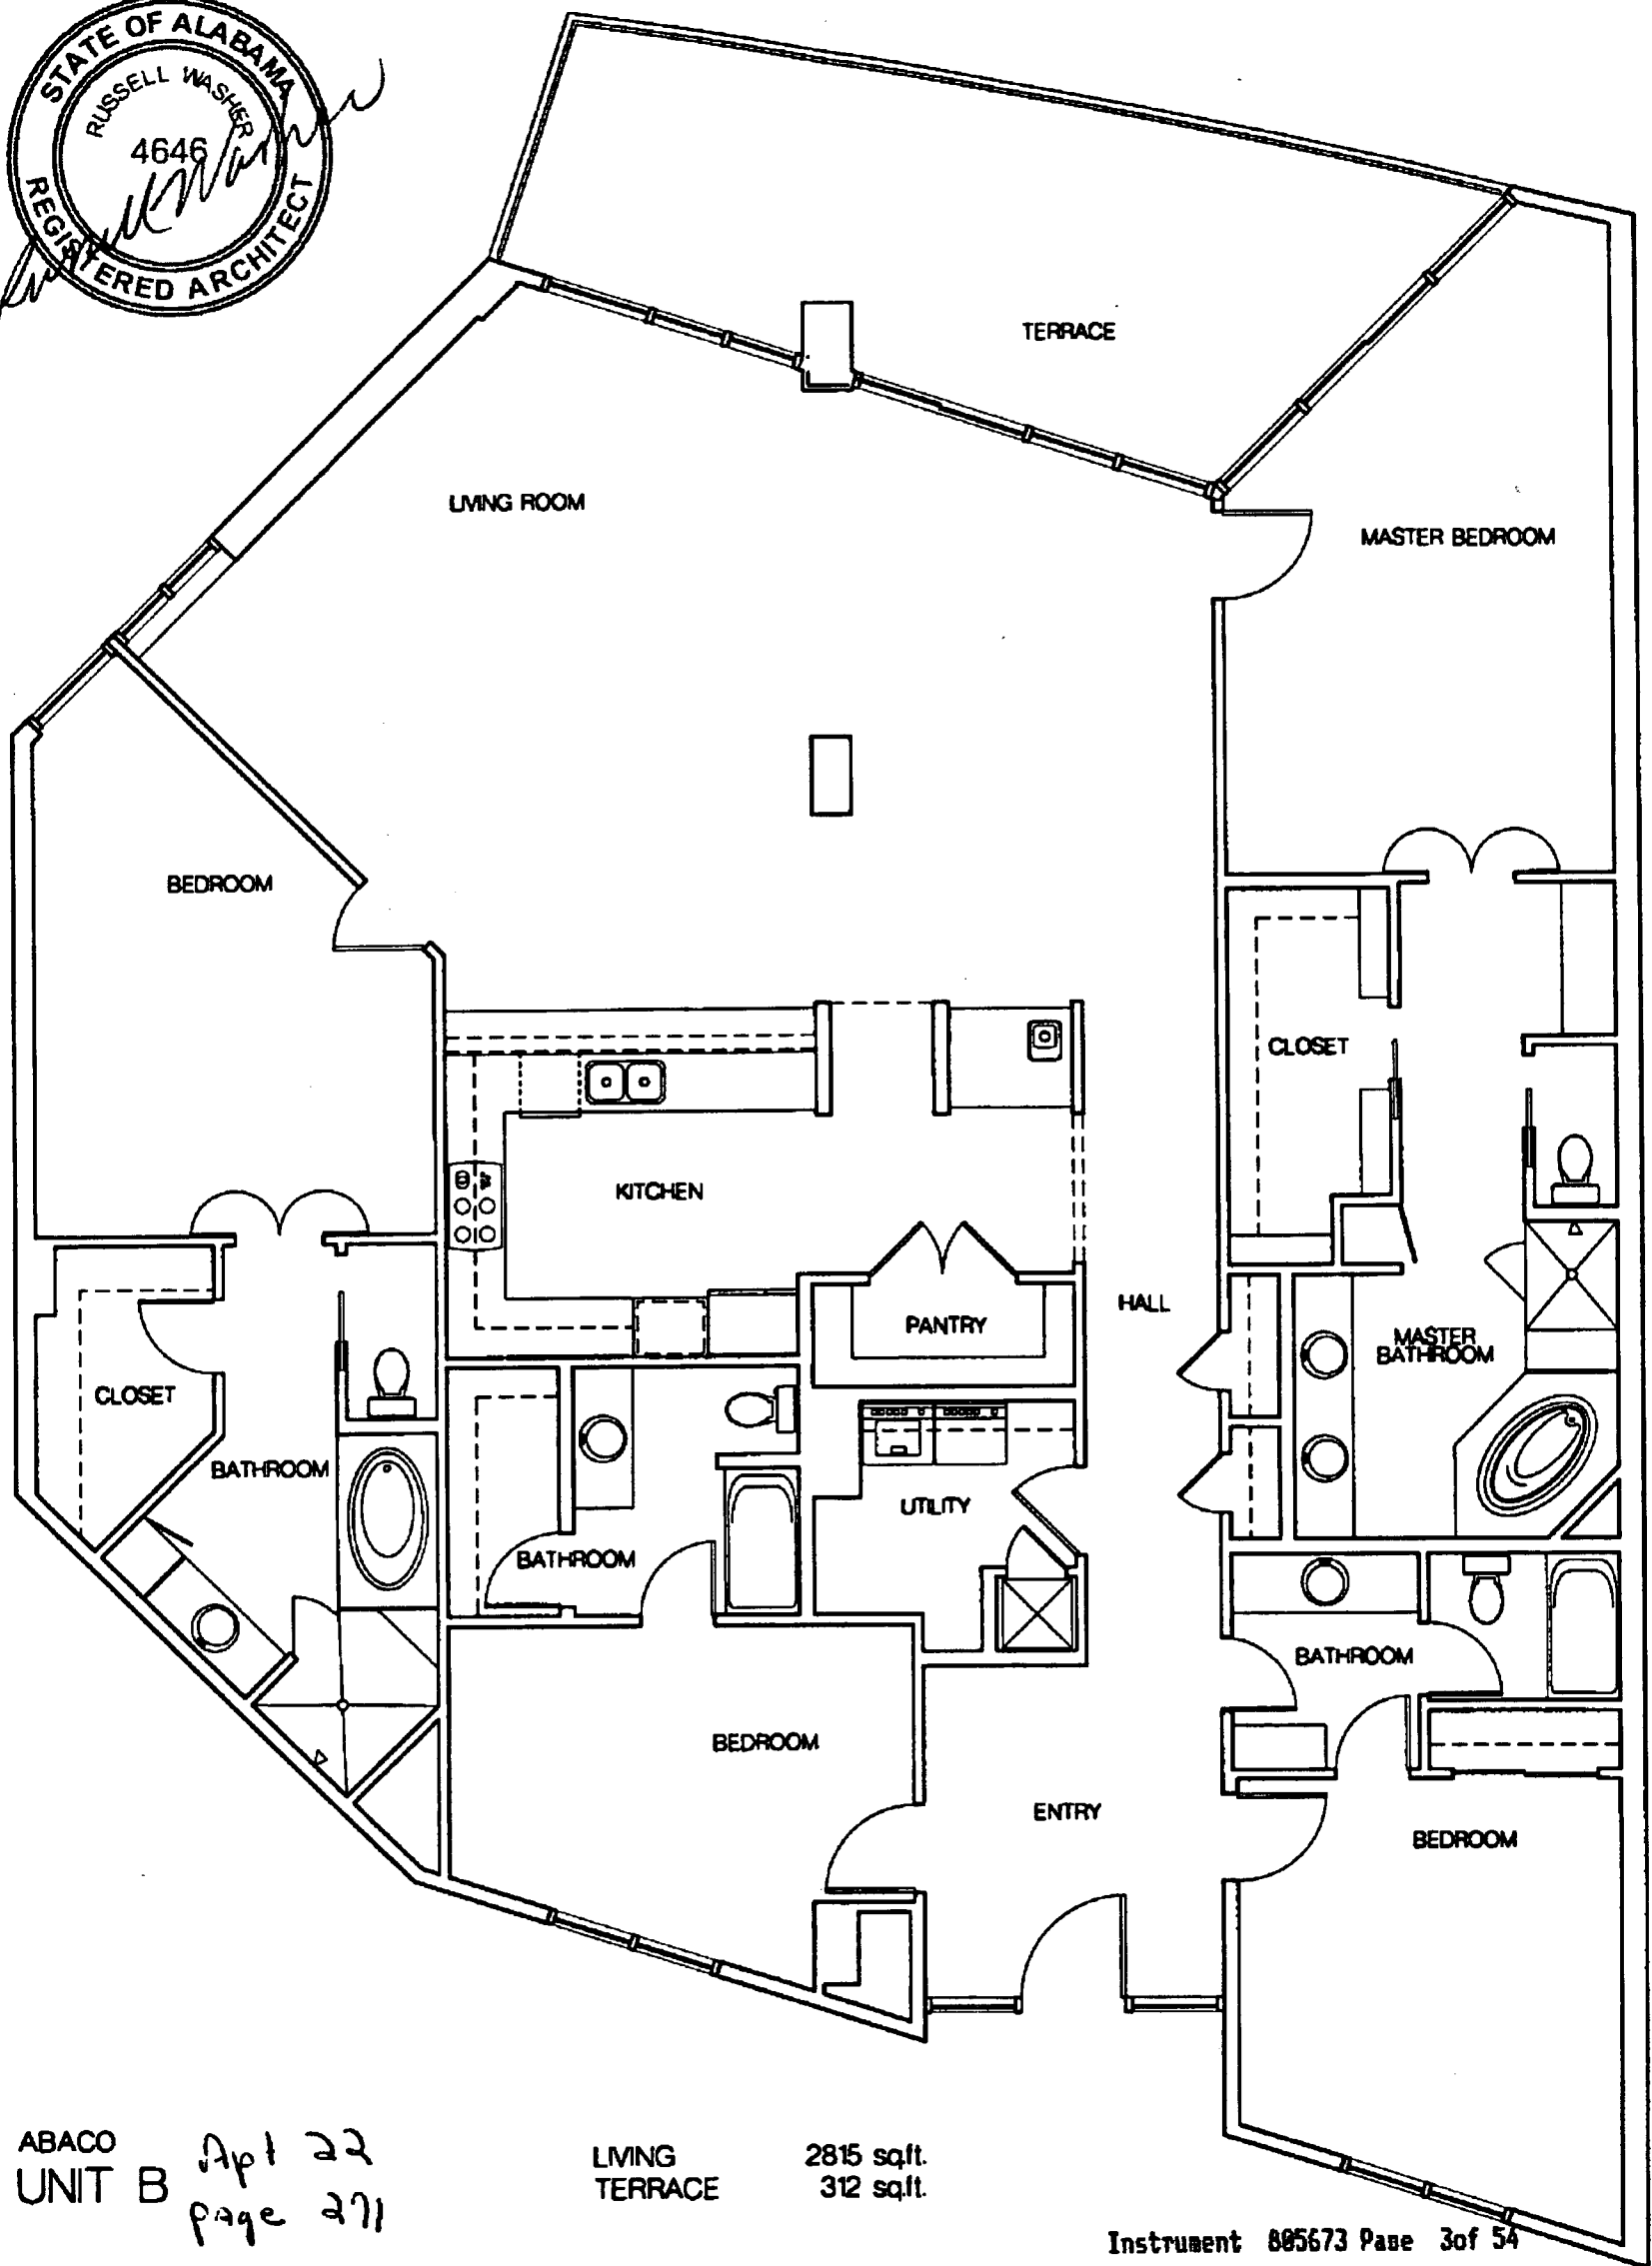 STATE OF ALABAMA
RUSSELL WASHER
4646
REGISTERED ARCHITECT
TERRACE
LIVING ROOM
MASTER BEDROOM
BEDROOM
CLOSET
KITCHEN
HALL
PANTRY
MASTER
BATHROOM
CLOSET
BATHROOM
UTILITY
BATHROOM
BATHROOM
BEDROOM
ENTRY
BEDROOM
ABACO
UNIT B
Apt 22
page 271
LIVING 2815 sq.ft.
TERRACE 312 sq.ft.
Instrument 805673 Page 3of 54